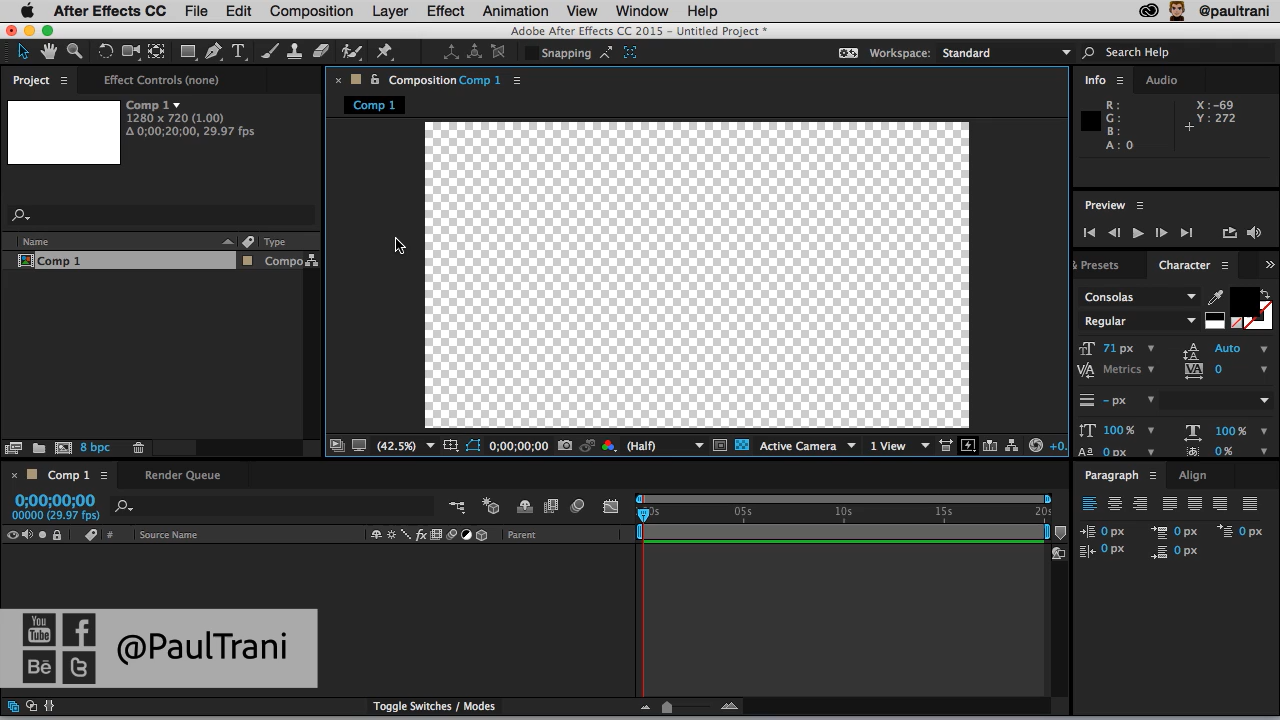 After Effects CC File Edit Composition Layer Effect Animation View Window Help @paultrani
Adobe After Effects CC 2015 - Untitled Project *
Snapping Workspace: Standard Search Help
Project Effect Controls (none)
Comp 1
1280 x 720 (1.00)
Δ 0;00;20;00, 29.97 fps
Name Type
Comp 1 Compo
8 bpc
Composition Comp 1
Comp 1
(42.5%) 0;00;00;00 (Half) Active Camera 1 View +0.
Info Audio
R :
G :
B :
A : 0
X : -69
Y : 272
Preview
Presets Character
Consolas
Regular
71 px Auto
Metrics 0
- px
100 % 100 %
0 px 0 %
Comp 1 Render Queue
0;00;00;00
00000 (29.97 fps)
0s 05s 10s 15s 20s
# Source Name Parent
Paragraph Align
0 px 0 px 0 px
0 px 0 px
You
Tube
f
Bē
@PaulTrani
Toggle Switches / Modes